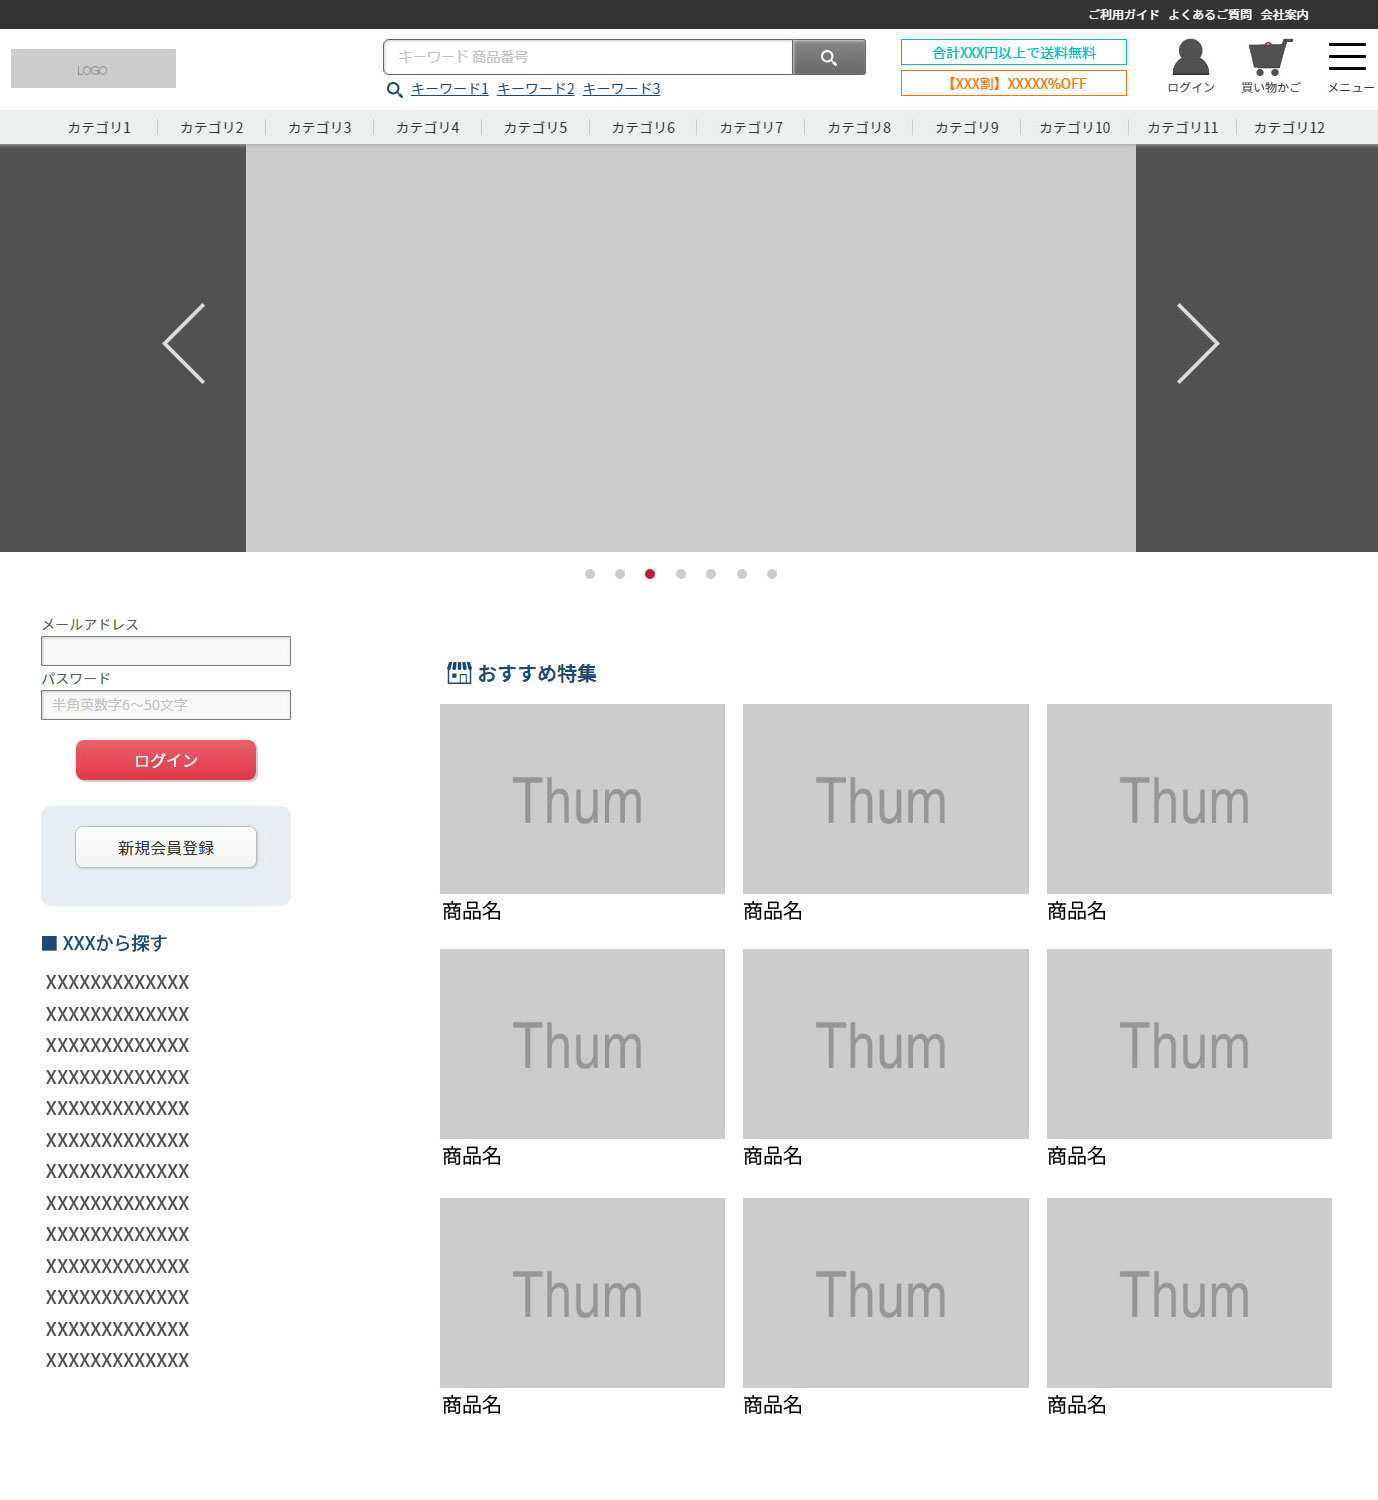 ご利用ガイド よくあるご質問 会社案内
LOGO
キーワード 商品番号
キーワード1 キーワード2 キーワード3
合計XXX円以上で送料無料
【XXX割】XXXXX%OFF
ログイン
買い物かご
メニュー
カテゴリ1 カテゴリ2 カテゴリ3 カテゴリ4 カテゴリ5 カテゴリ6 カテゴリ7 カテゴリ8 カテゴリ9 カテゴリ10 カテゴリ11 カテゴリ12
メールアドレス
パスワード
半角英数字6～50文字
ログイン
新規会員登録
■ XXXから探す
XXXXXXXXXXXXX
XXXXXXXXXXXXX
XXXXXXXXXXXXX
XXXXXXXXXXXXX
XXXXXXXXXXXXX
XXXXXXXXXXXXX
XXXXXXXXXXXXX
XXXXXXXXXXXXX
XXXXXXXXXXXXX
XXXXXXXXXXXXX
XXXXXXXXXXXXX
XXXXXXXXXXXXX
XXXXXXXXXXXXX
おすすめ特集
Thum Thum Thum
商品名 商品名 商品名
Thum Thum Thum
商品名 商品名 商品名
Thum Thum Thum
商品名 商品名 商品名